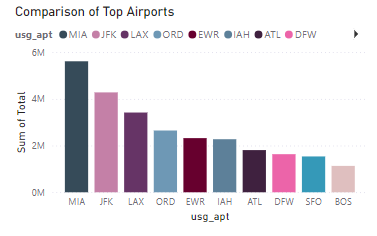 Comparison of Top Airports
usg_apt MIA JFK LAX ORD EWR IAH ATL DFW
6M
4M
2M
0M
Sum of Total
MIA JFK LAX ORD EWR IAH ATL DFW SFO BOS
usg_apt